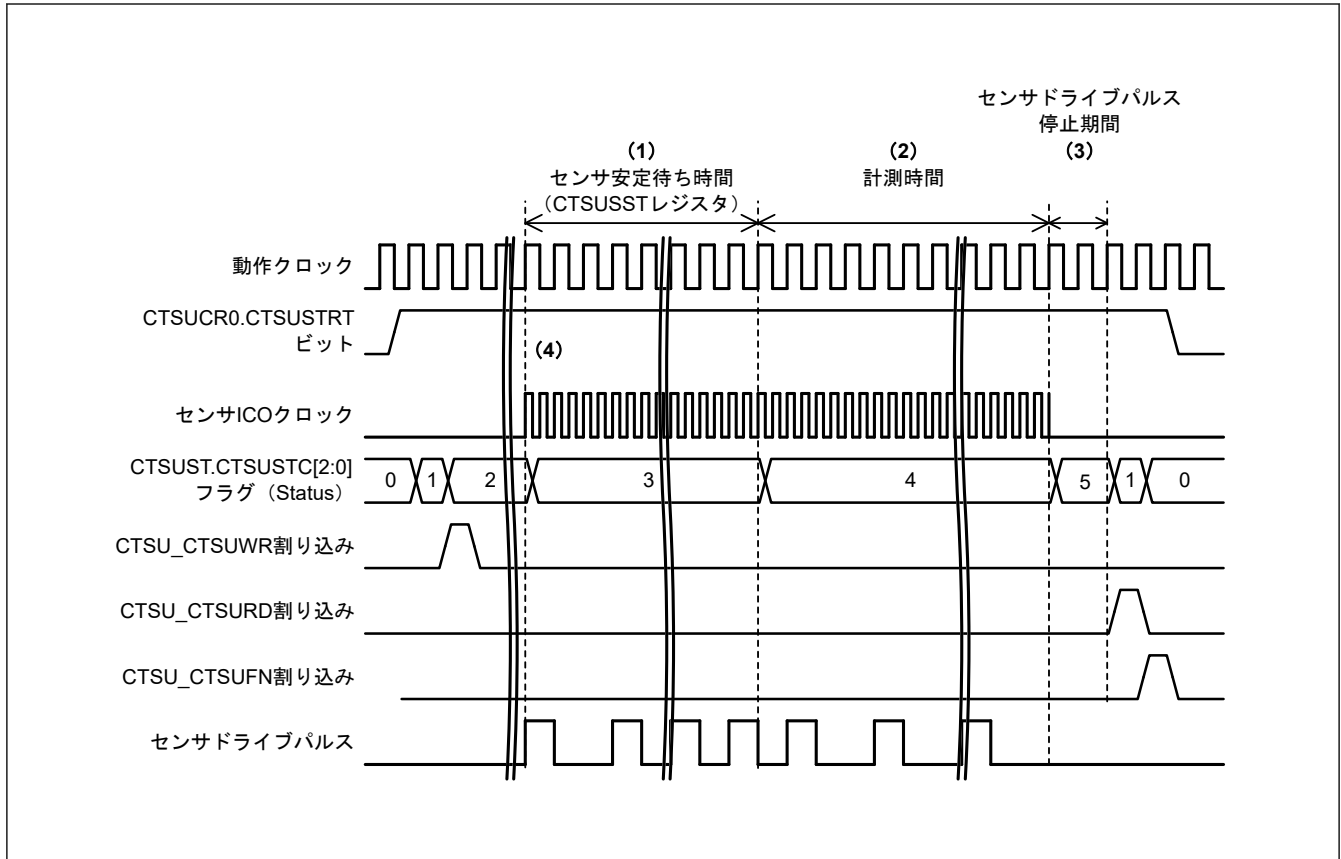 センサドライブパルス
停止期間
(1)
(2)
(3)
センサ安定待ち時間
(CTSUSSTレジスタ)
計測時間
動作クロック
CTSUCR0.CTSUSTRT
ビット
(4)
センサICOクロック
CTSUST.CTSUSTC[2:0]
フラグ(Status)
0 1 2 3 4 5 1 0
CTSU_CTSUWR割り込み
CTSU_CTSURD割り込み
CTSU_CTSUFN割り込み
センサドライブパルス